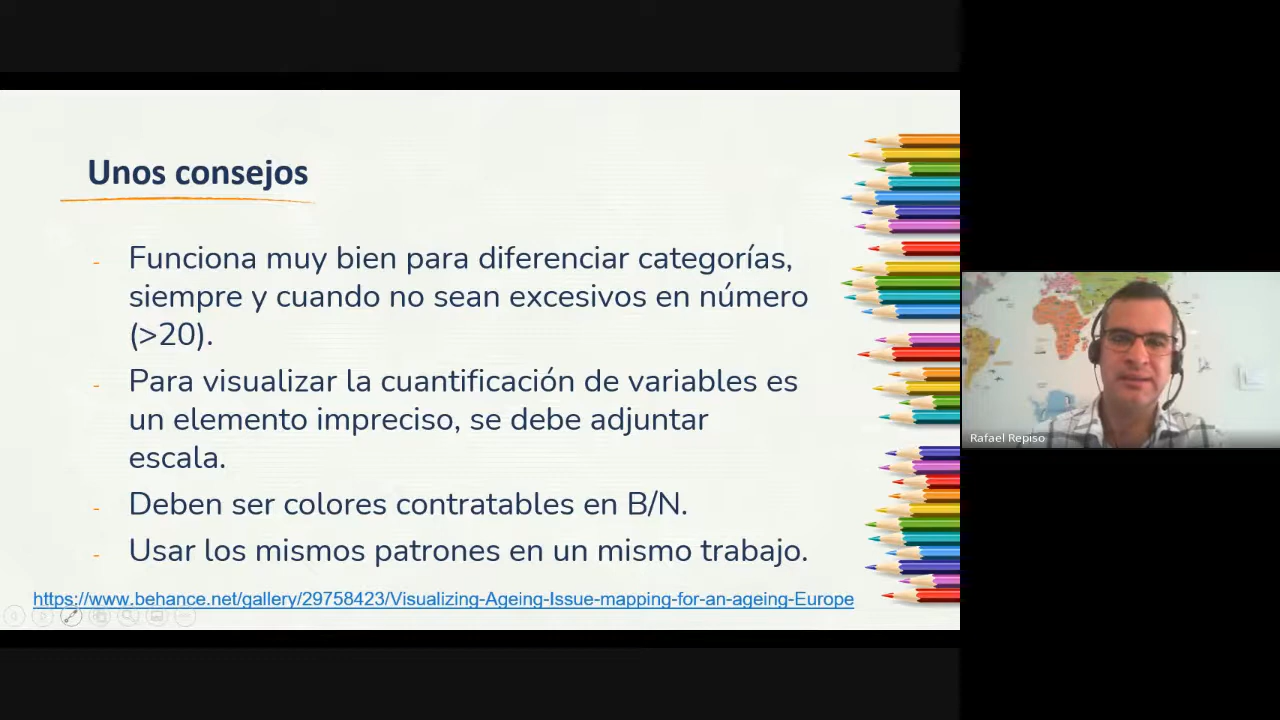 Unos consejos
- Funciona muy bien para diferenciar categorías,
siempre y cuando no sean excesivos en número
(>20).
- Para visualizar la cuantificación de variables es
un elemento impreciso, se debe adjuntar
escala.
- Deben ser colores contratables en B/N.
- Usar los mismos patrones en un mismo trabajo.
https://www.behance.net/gallery/29758423/Visualizing-Ageing-Issue-mapping-for-an-ageing-Europe
Rafael Repiso